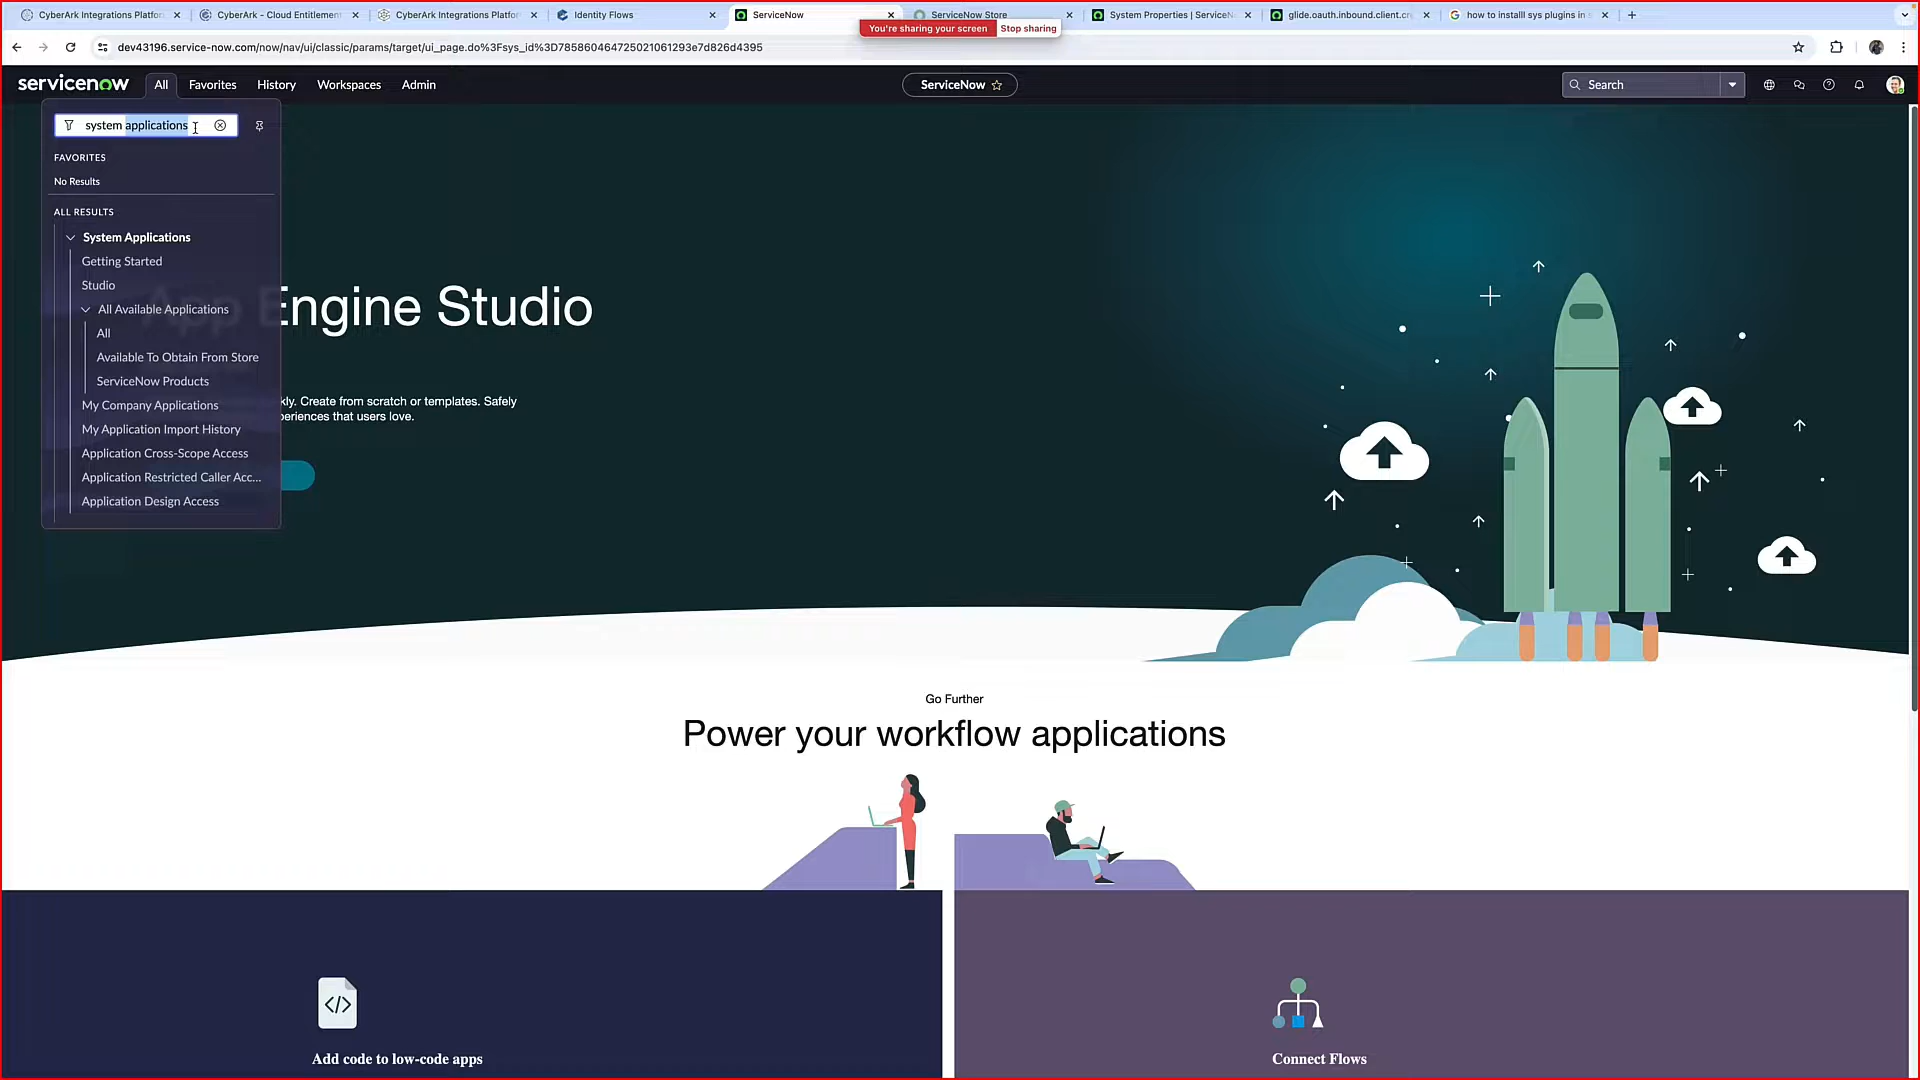 CyberArk Integrations Platfor
CyberArk - Cloud Entitlement
CyberArk Integrations Platfor
Identity Flows
ServiceNow
ServiceNow Store
System Properties | ServiceN
glide.oauth.inbound.client.cr
how to installl sys plugins in s
You're sharing your screen
Stop sharing
dev43196.service-now.com/now/nav/ui/classic/params/target/ui_page.do%3Fsys_id%3D785860464725021061293e7d826d4395
servicenow
All
Favorites
History
Workspaces
Admin
ServiceNow
Search
system applications
FAVORITES
No Results
ALL RESULTS
System Applications
Getting Started
Studio
All Available Applications
All
Available To Obtain From Store
ServiceNow Products
My Company Applications
My Application Import History
Application Cross-Scope Access
Application Restricted Caller Acc...
Application Design Access
App Engine Studio
kly. Create from scratch or templates. Safely
periences that users love.
Go Further
Power your workflow applications
</>
Add code to low-code apps
Connect Flows